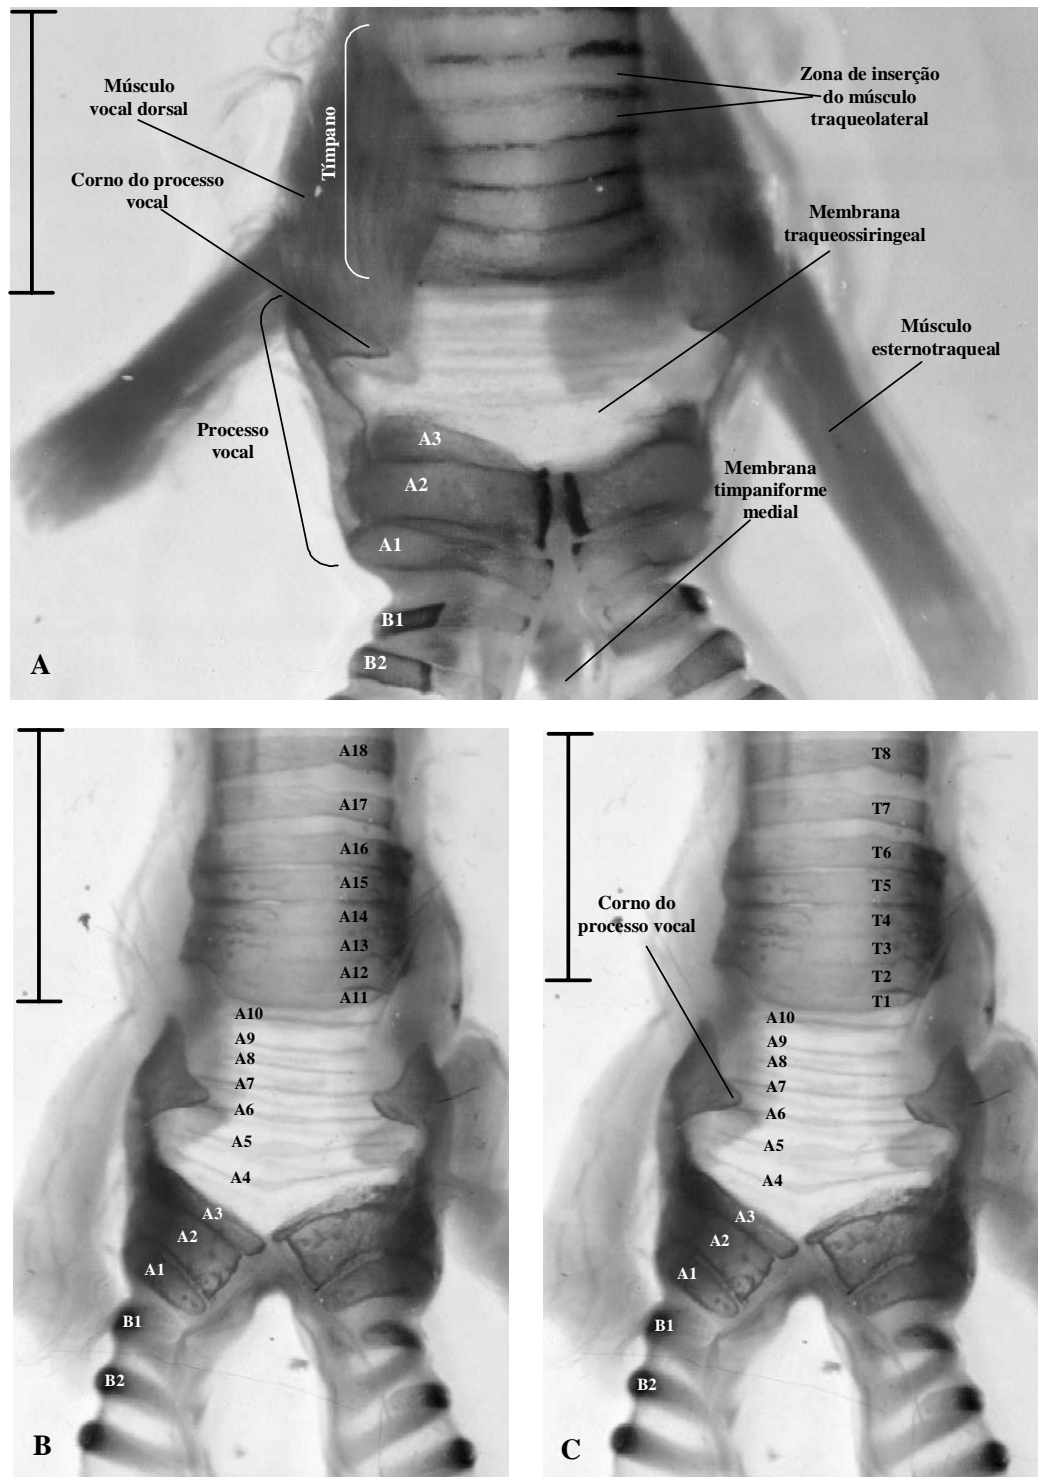 Músculo
vocal dorsal
Tímpano
Zona de inserção
do músculo
traqueolateral
Corno do processo
vocal
Membrana
traqueossiringeal
Músculo
esternotraqueal
Processo
vocal
A3
A2
A1
Membrana
timpaniforme
medial
B1
B2
A
A18
A17
A16
A15
A14
A13
A12
A11
A10
A9
A8
A7
A6
A5
A4
A3
A2
A1
B1
B2
B
T8
T7
T6
T5
T4
T3
T2
T1
Corno do
processo vocal
A10
A9
A8
A7
A6
A5
A4
A3
A2
A1
B1
B2
C